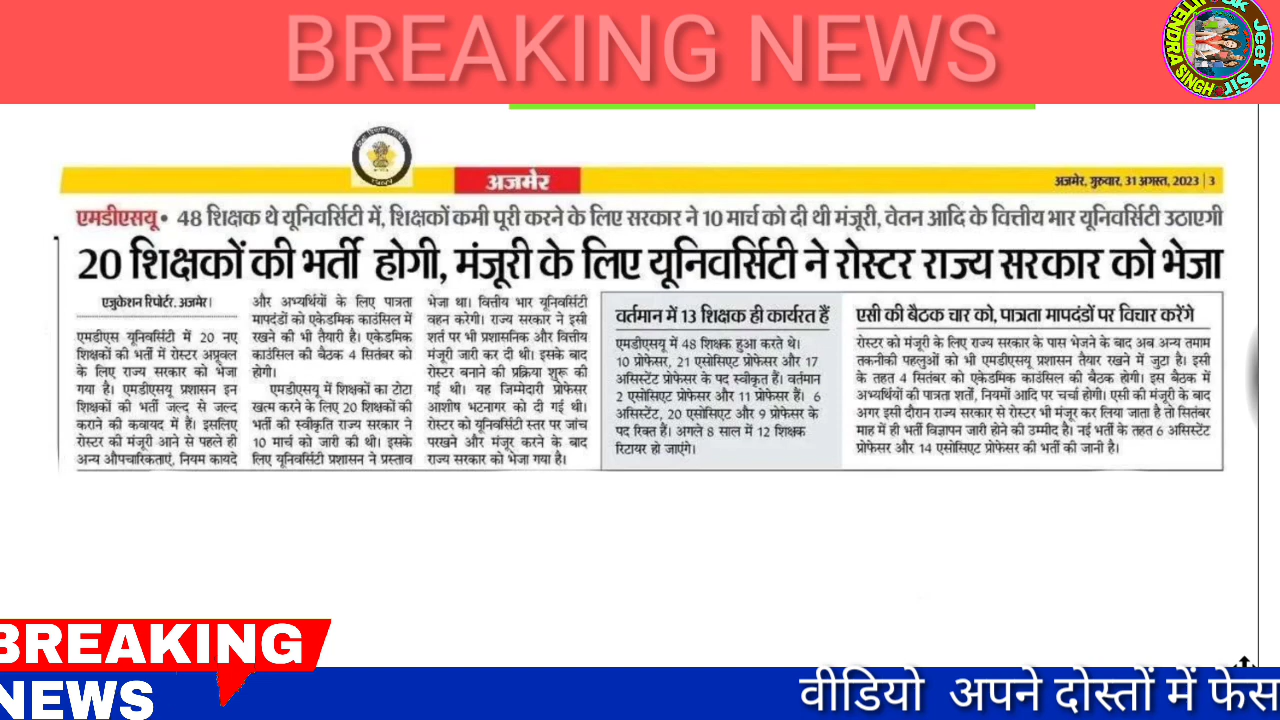 BREAKING NEWS
JITENDRA SINGH
Jeet Sir
अजमेर
अजमेर, गुरुवार, 31 अगस्त, 2023 | 3
एमडीएसयू • 48 शिक्षक थे यूनिवर्सिटी में, शिक्षकों कमी पूरी करने के लिए सरकार ने 10 मार्च को दी थी मंजूरी, वेतन आदि के वित्तीय भार यूनिवर्सिटी उठाएगी
20 शिक्षकों की भर्ती होगी, मंजूरी के लिए यूनिवर्सिटी ने रोस्टर राज्य सरकार को भेजा
एजुकेशन रिपोर्टर. अजमेर।
एमडीएस यूनिवर्सिटी में 20 नए
शिक्षकों की भर्ती में रोस्टर अप्रूवल
के लिए राज्य सरकार को भेजा
गया है। एमडीएसयू प्रशासन इन
शिक्षकों की भर्ती जल्द से जल्द
कराने की कवायद में हैं। इसलिए
रोस्टर की मंजूरी आने से पहले ही
अन्य औपचारिकताएं, नियम कायदे
और अभ्यर्थियों के लिए पात्रता
मापदंडों को एकेडमिक काउंसिल में
रखने की भी तैयारी है। एकेडमिक
काउंसिल की बैठक 4 सितंबर को
होगी।
एमडीएसयू में शिक्षकों का टोटा
खत्म करने के लिए 20 शिक्षकों की
भर्ती की स्वीकृति राज्य सरकार ने
10 मार्च को जारी की थी। इसके
लिए यूनिवर्सिटी प्रशासन ने प्रस्ताव
भेजा था। वित्तीय भार यूनिवर्सिटी
वहन करेगी। राज्य सरकार ने इसी
शर्त पर भी प्रशासनिक और वित्तीय
मंजूरी जारी कर दी थी। इसके बाद
रोस्टर बनाने की प्रक्रिया शुरू की
गई थी। यह जिम्मेदारी प्रोफेसर
आशीष भटनागर को दी गई थी।
रोस्टर को यूनिवर्सिटी स्तर पर जांच
परखने और मंजूर करने के बाद
राज्य सरकार को भेजा गया है।
वर्तमान में 13 शिक्षक ही कार्यरत हैं
एमडीएसयू में 48 शिक्षक हुआ करते थे।
10 प्रोफेसर, 21 एसोसिएट प्रोफेसर और 17
असिस्टेंट प्रोफेसर के पद स्वीकृत हैं। वर्तमान
2 एसोसिएट प्रोफेसर और 11 प्रोफेसर हैं। 6
असिस्टेंट, 20 एसोसिएट और 9 प्रोफेसर के
पद रिक्त हैं। अगले 8 साल में 12 शिक्षक
रिटायर हो जाएंगे।
एसी की बैठक चार को, पात्रता मापदंडों पर विचार करेंगे
रोस्टर को मंजूरी के लिए राज्य सरकार के पास भेजने के बाद अब अन्य तमाम
तकनीकी पहलुओं को भी एमडीएसयू प्रशासन तैयार रखने में जुटा है। इसी
के तहत 4 सितंबर को एकेडमिक काउंसिल की बैठक होगी। इस बैठक में
अभ्यर्थियों की पात्रता शर्तों, नियमों आदि पर चर्चा होगी। एसी की मंजूरी के बाद
अगर इसी दौरान राज्य सरकार से रोस्टर भी मंजूर कर लिया जाता है तो सितंबर
माह में ही भर्ती विज्ञापन जारी होने की उम्मीद है। नई भर्ती के तहत 6 असिस्टेंट
प्रोफेसर और 14 एसोसिएट प्रोफेसर की भर्ती की जानी है।
BREAKING
NEWS
वीडियो अपने दोस्तों में फेस